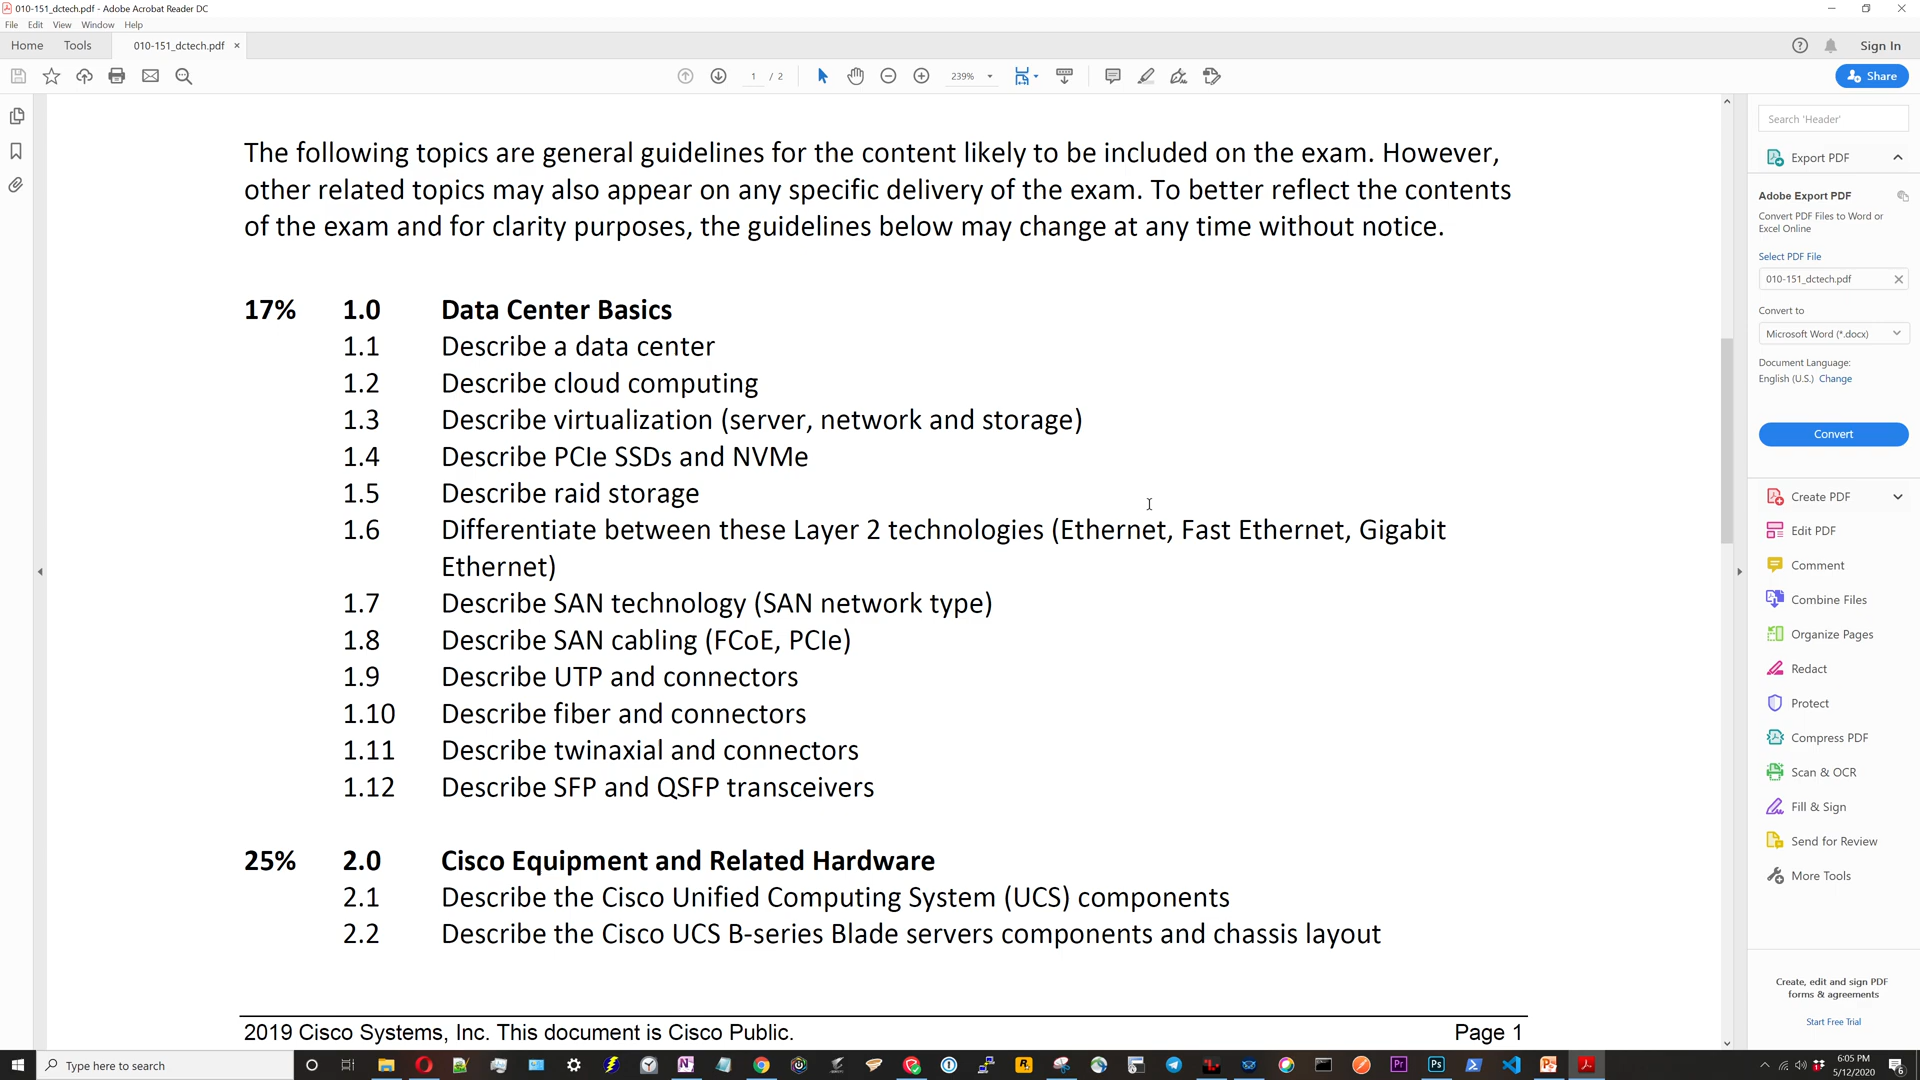 010-151_dctech.pdf - Adobe Acrobat Reader DC
File Edit View Window Help
Home Tools 010-151_dctech.pdf × Sign In
1 / 2 239% Share
The following topics are general guidelines for the content likely to be included on the exam. However,
other related topics may also appear on any specific delivery of the exam. To better reflect the contents
of the exam and for clarity purposes, the guidelines below may change at any time without notice.
17% 1.0 Data Center Basics
1.1 Describe a data center
1.2 Describe cloud computing
1.3 Describe virtualization (server, network and storage)
1.4 Describe PCIe SSDs and NVMe
1.5 Describe raid storage
1.6 Differentiate between these Layer 2 technologies (Ethernet, Fast Ethernet, Gigabit
Ethernet)
1.7 Describe SAN technology (SAN network type)
1.8 Describe SAN cabling (FCoE, PCIe)
1.9 Describe UTP and connectors
1.10 Describe fiber and connectors
1.11 Describe twinaxial and connectors
1.12 Describe SFP and QSFP transceivers
25% 2.0 Cisco Equipment and Related Hardware
2.1 Describe the Cisco Unified Computing System (UCS) components
2.2 Describe the Cisco UCS B-series Blade servers components and chassis layout
2019 Cisco Systems, Inc. This document is Cisco Public. Page 1
Search 'Header'
Export PDF
Adobe Export PDF
Convert PDF Files to Word or
Excel Online
Select PDF File
010-151_dctech.pdf
Convert to
Microsoft Word (*.docx)
Document Language:
English (U.S.) Change
Convert
Create PDF
Edit PDF
Comment
Combine Files
Organize Pages
Redact
Protect
Compress PDF
Scan & OCR
Fill & Sign
Send for Review
More Tools
Create, edit and sign PDF
forms & agreements
Start Free Trial
Type here to search
6:05 PM
5/12/2020